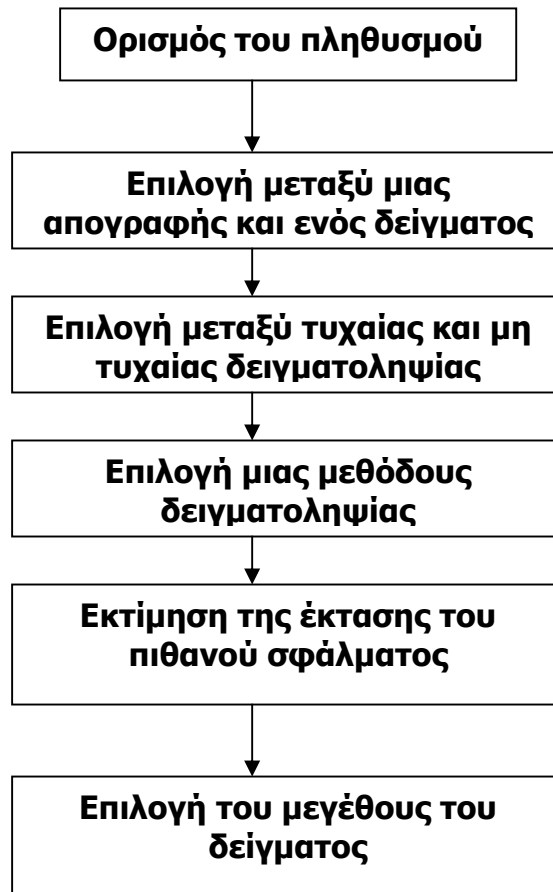 Ορισμός του πληθυσμού
Επιλογή μεταξύ μιας
απογραφής και ενός δείγματος
Επιλογή μεταξύ τυχαίας και μη
τυχαίας δειγματοληψίας
Επιλογή μιας μεθόδους
δειγματοληψίας
Εκτίμηση της έκτασης του
πιθανού σφάλματος
Επιλογή του μεγέθους του
δείγματος